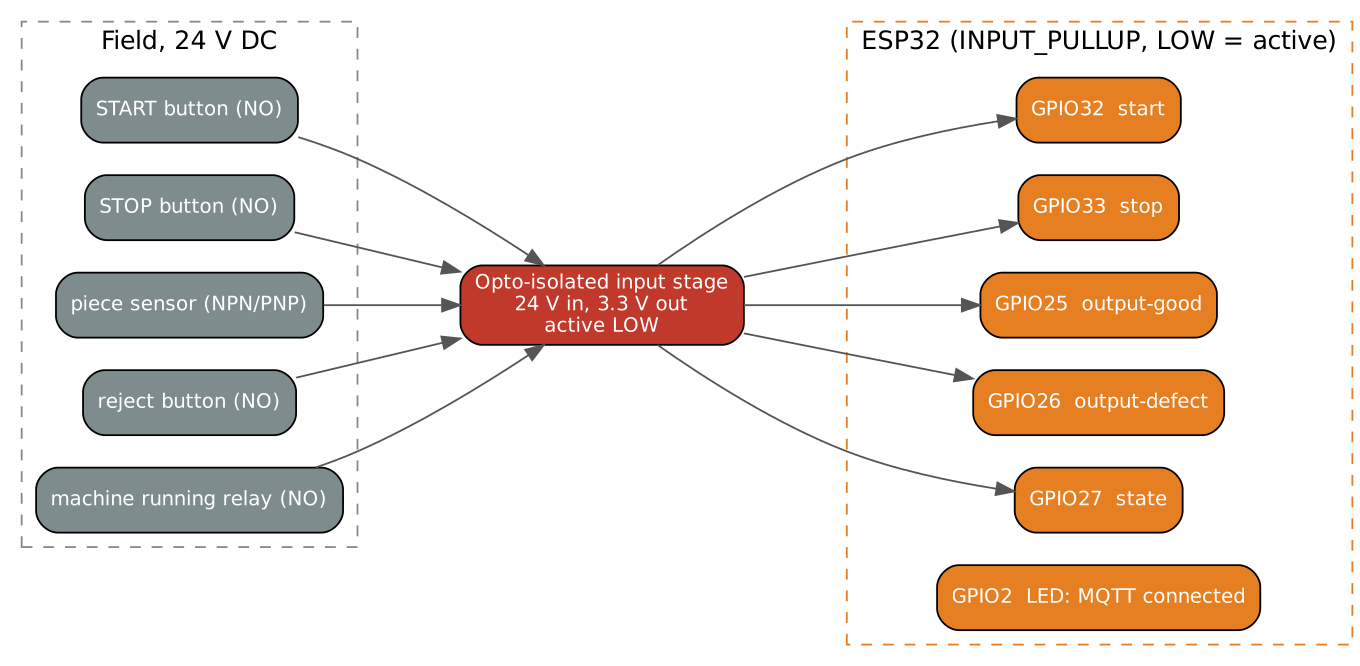 Field, 24 V DC
START button (NO)
STOP button (NO)
piece sensor (NPN/PNP)
reject button (NO)
machine running relay (NO)
Opto-isolated input stage
24 V in, 3.3 V out
active LOW
ESP32 (INPUT_PULLUP, LOW = active)
GPIO32  start
GPIO33  stop
GPIO25  output-good
GPIO26  output-defect
GPIO27  state
GPIO2  LED: MQTT connected